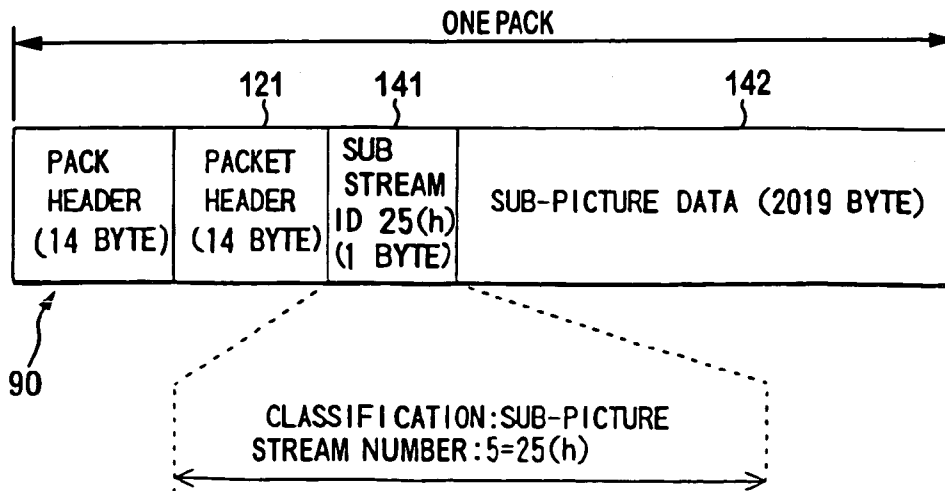 ONE PACK
121
141
142
PACK
HEADER
(14 BYTE)
PACKET
HEADER
(14 BYTE)
SUB
STREAM
ID 25(h)
(1 BYTE)
SUB-PICTURE DATA (2019 BYTE)
90
CLASSIFICATION:SUB-PICTURE
STREAM NUMBER:5=25(h)